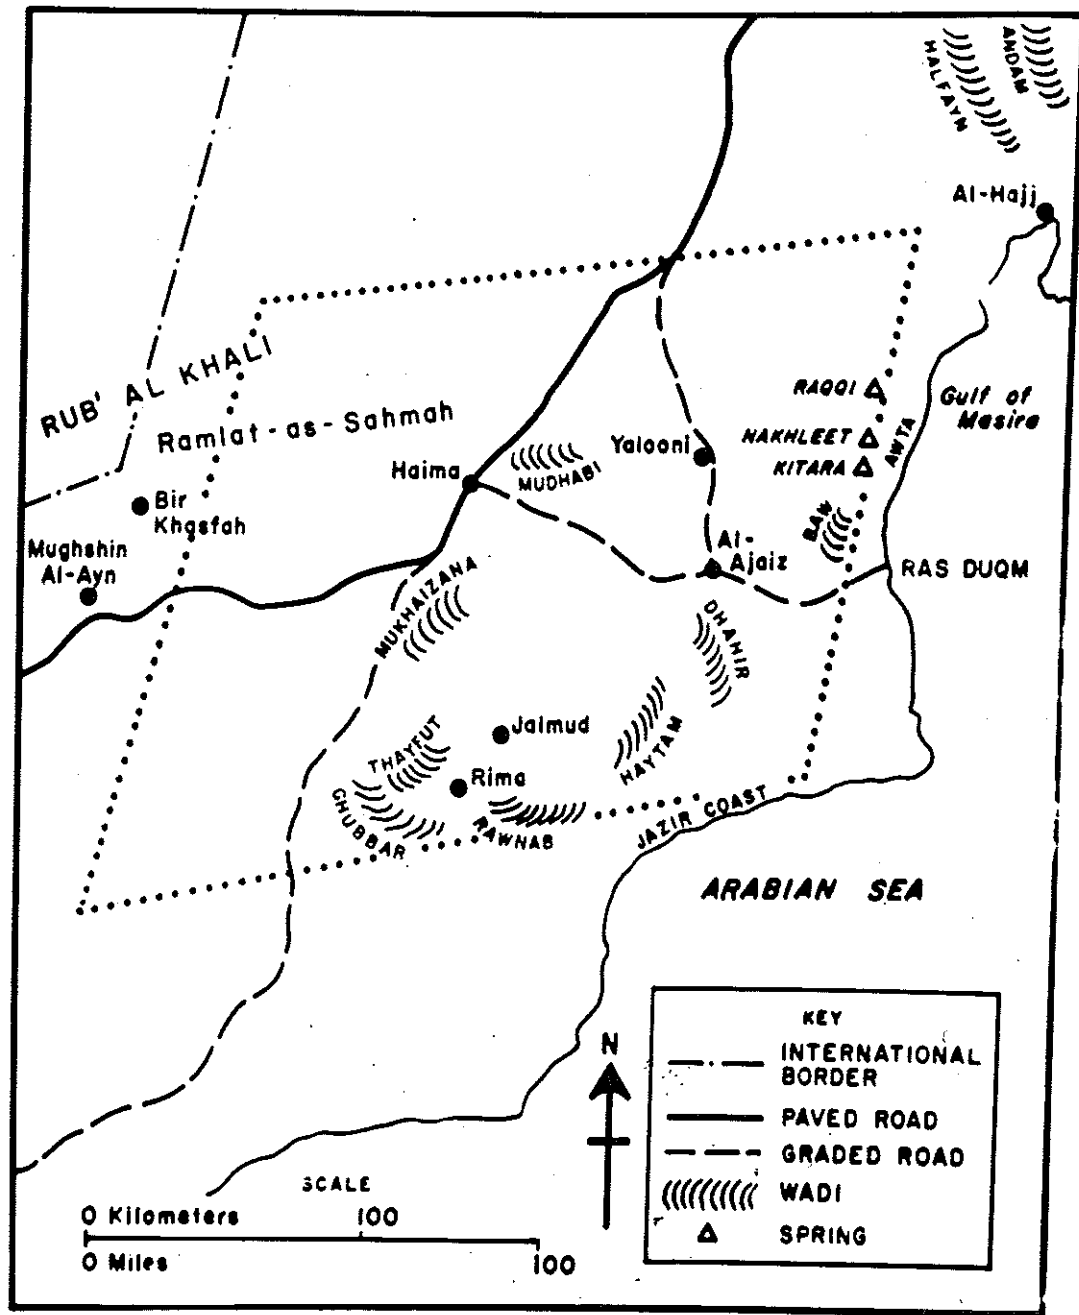 HALFAYN
ANDAM
Al-Hajj
RUB' AL KHALI
Ramlat-as-Sahmah
RAQQI
Gulf of
Masira
NAKHLEET
KITARA
AWTA
Yalooni
Haima
MUDHABI
Bir
Khasfah
BAW
Mughshin
Al-Ayn
Al-
Ajaiz
RAS DUQM
MUKHAIZANA
DHAHIR
Jalmud
THAYFUT
HAYTAM
Rima
GHUBBAR
RAWNAB
JAZIR COAST
ARABIAN SEA
N
KEY
INTERNATIONAL
BORDER
PAVED ROAD
GRADED ROAD
WADI
SPRING
SCALE
0 Kilometers 100
0 Miles 100